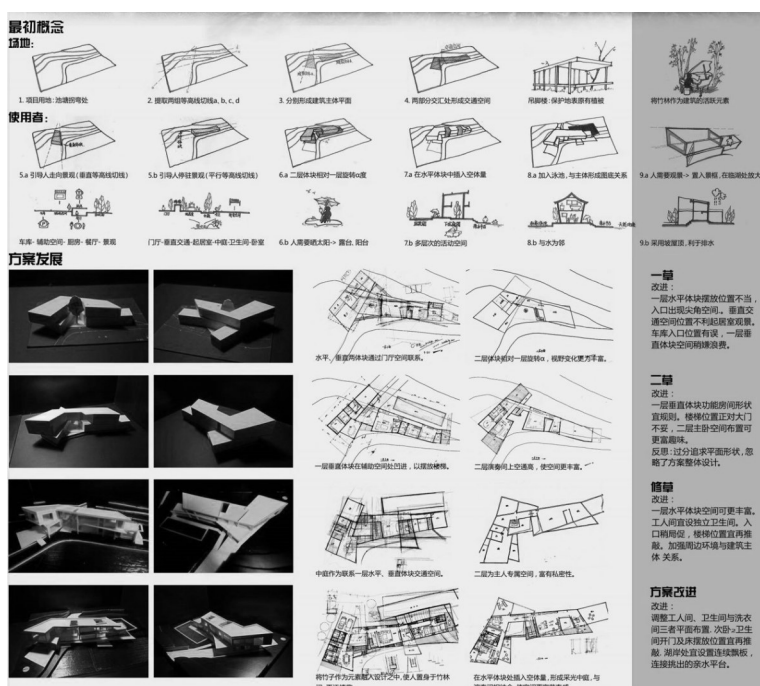 最初概念
场地:
1. 项目用地: 池塘拐弯处
2. 提取两组等高线切线a, b, c, d
3. 分别形成建筑主体平面
4. 两部分交汇处形成交通空间
吊脚楼: 保护地表原有植被
将竹林作为建筑的活跃元素
使用者:
5.a 引导人走向景观(垂直等高线切线)
5.b 引导人停驻景观(平行等高线切线)
6.a 二层体块相对一层旋转α度
7.a 在水平体块中插入空体量
8.a 加入泳池, 与主体形成图底关系
9.a 人需要观景-> 置入景框, 在临湖处放大
车库- 辅助空间- 厨房- 餐厅- 景观
门厅-垂直交通-起居室-中庭-卫生间-卧室
6.b 人需要晒太阳-> 露台, 阳台
7.b 多层次的活动空间
8.b 与水为邻
9.b 采用坡屋顶, 利于排水
方案发展
水平、垂直两体块通过门厅空间联系。
二层体块相对一层旋转α，视野变化更为丰富。
一草
改进：
一层水平体块摆放位置不当，
入口出现尖角空间.。垂直交
通空间位置不利起居室观景。
车库入口位置有误，一层垂
直体块空间稍嫌浪费。
一层垂直体块在辅助空间处凹进，以摆放楼梯。
二层演奏间上空通高，使空间更丰富。
二草
改进：
一层垂直体块功能房间形状
宜规则。楼梯位置正对大门
不妥，二层主卧空间布置可
更富趣味。
反思：过分追求平面形状，忽
略了方案整体设计。
中庭作为联系一层水平、垂直体块交通空间。
二层为主人专属空间，富有私密性。
修草
改进：
一层水平体块空间可更丰富。
工人间宜设独立卫生间。入
口稍局促，楼梯位置宜再推
敲。加强周边环境与建筑主
体 关系。
将竹子作为元素融入设计之中，使人置身于竹林
在水平体块处插入空体量，形成采光中庭，与
方案改进
改进：
调整工人间、卫生间与洗衣
间三者平面布置. 次卧、卫生
间开门及床摆放位置宜再推
敲. 湖岸处宜设置连续飘板，
连接挑出的亲水平台。